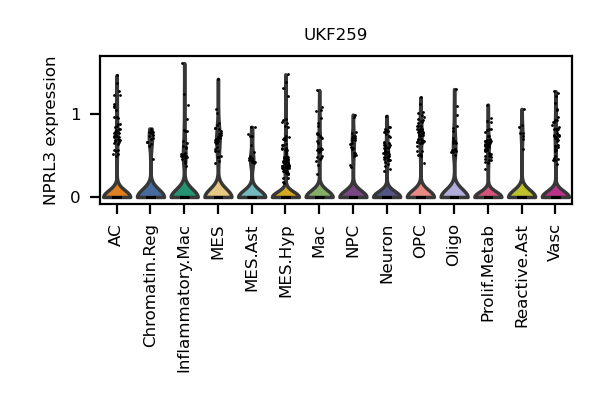 UKF259
NPRL3 expression
1
0
AC
Chromatin.Reg
Inflammatory.Mac
MES
MES.Ast
MES.Hyp
Mac
NPC
Neuron
OPC
Oligo
Prolif.Metab
Reactive.Ast
Vasc